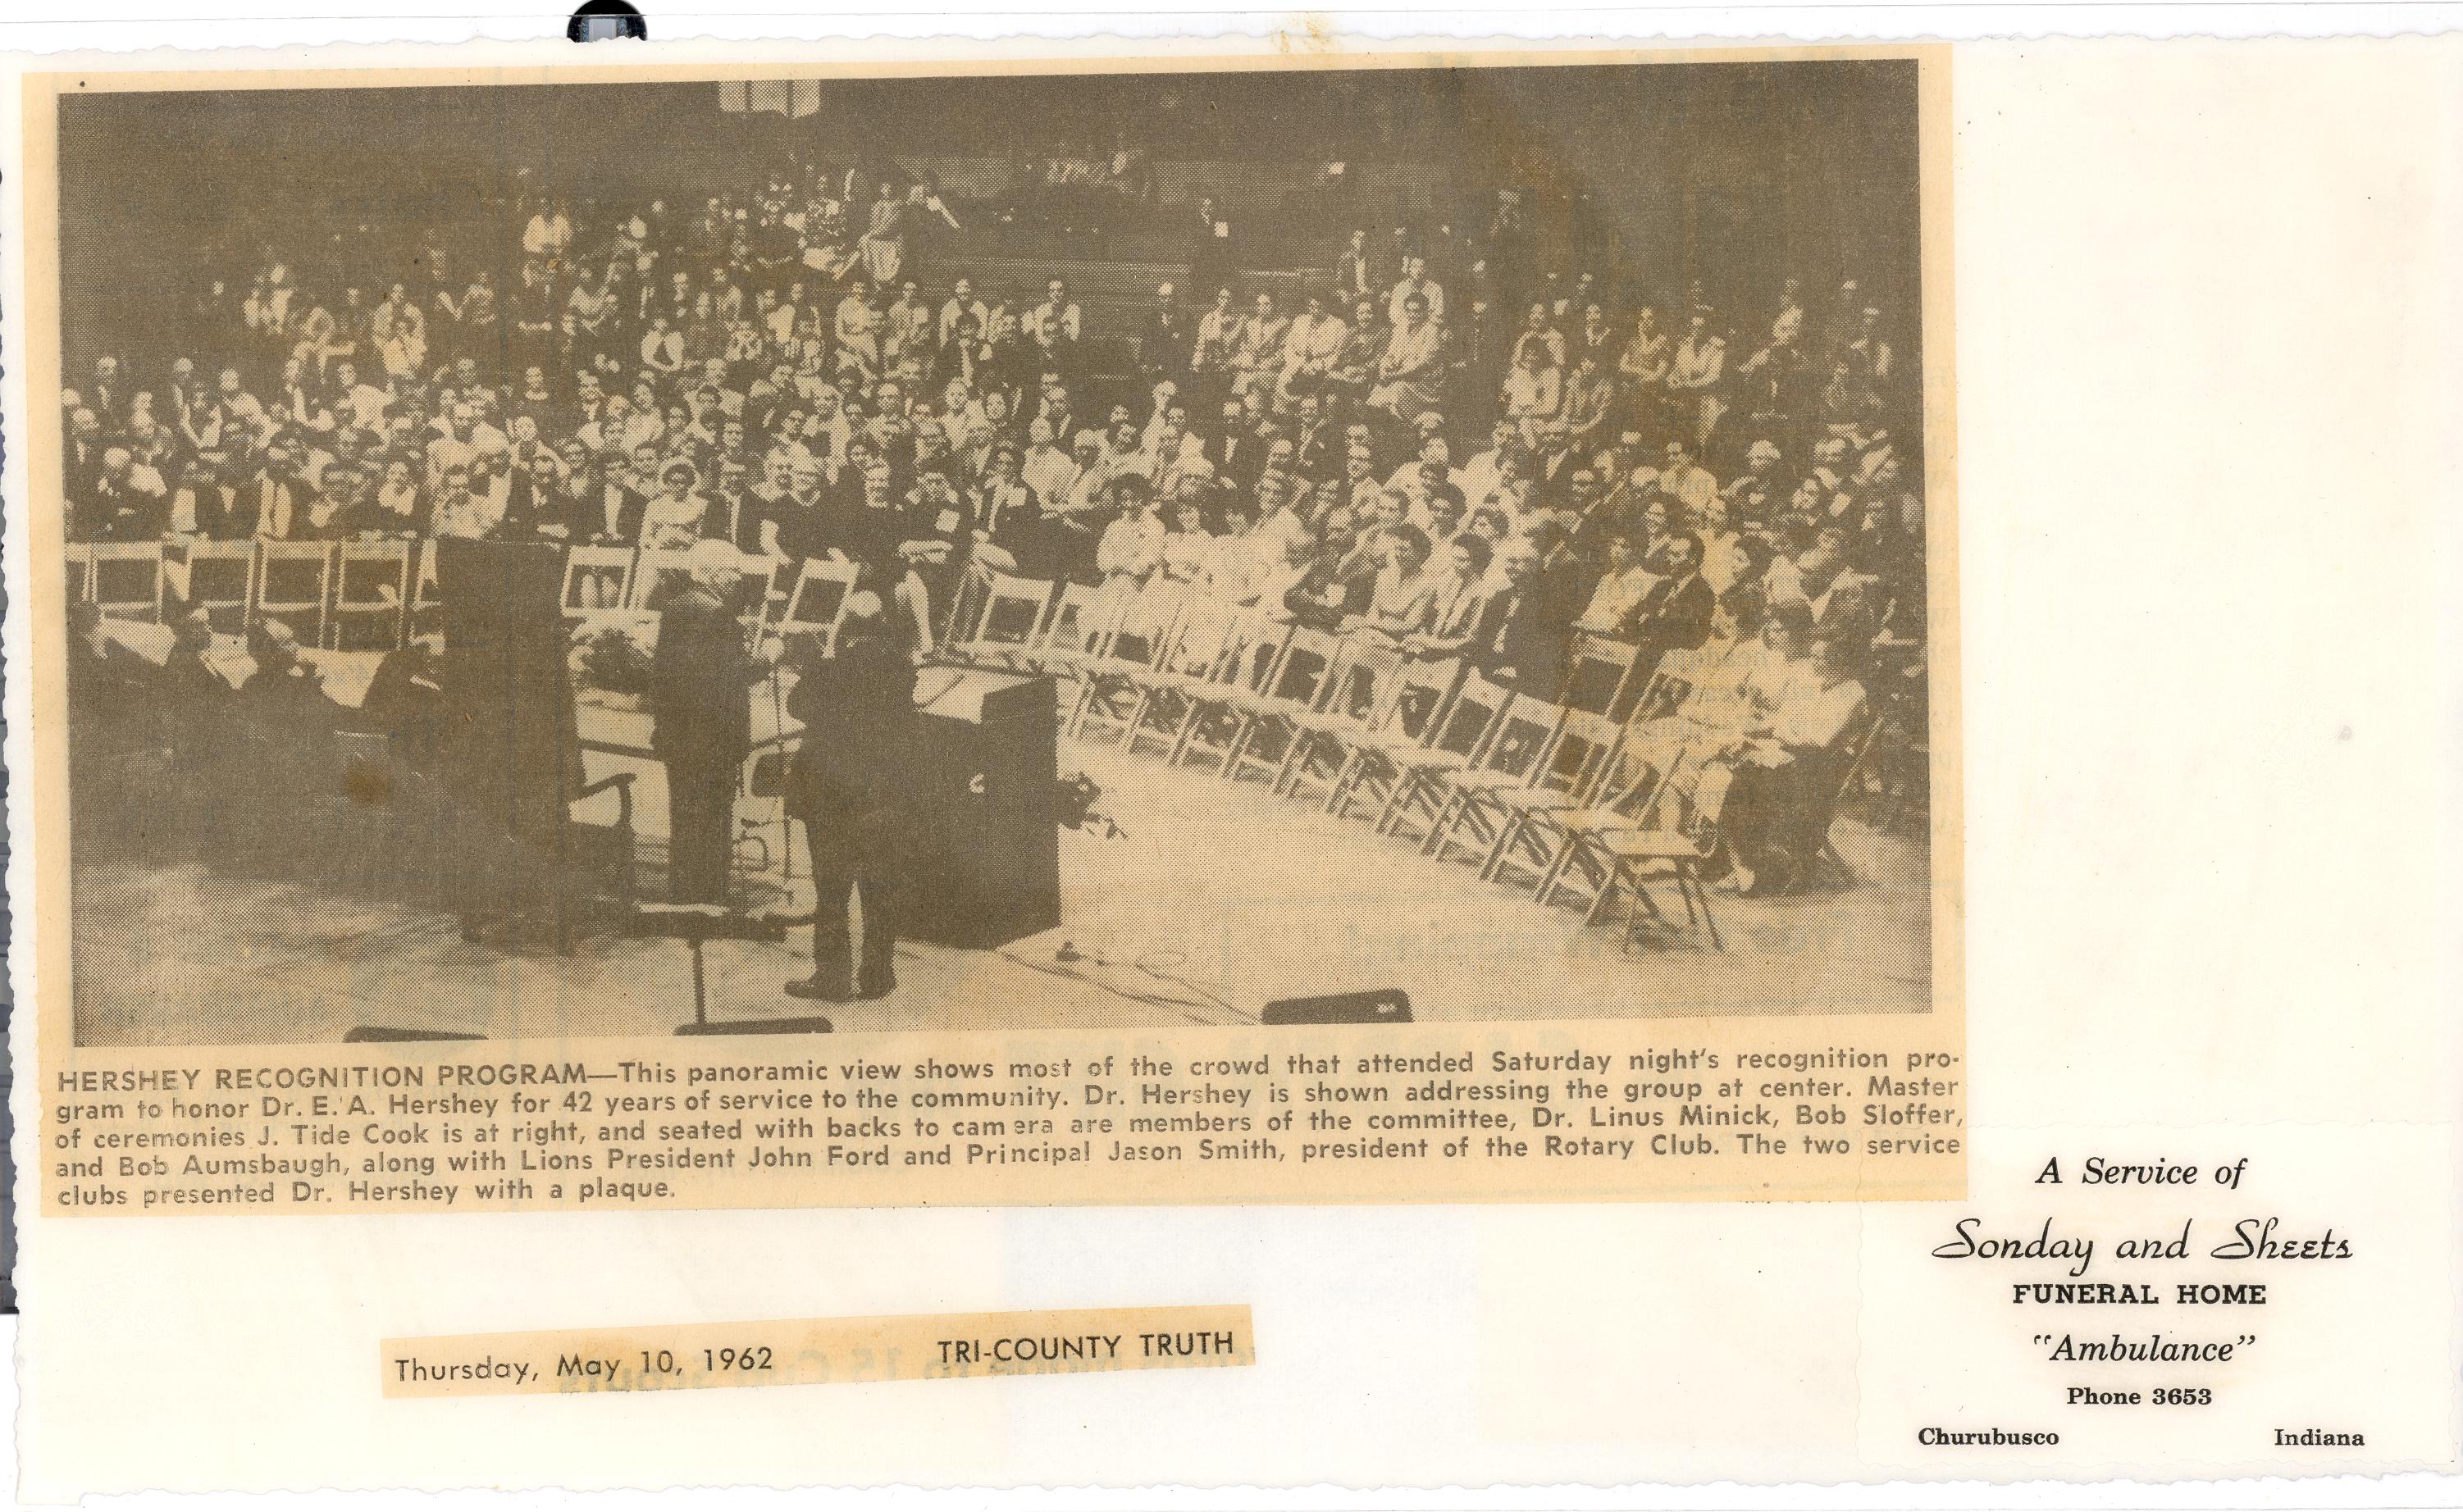 HERSHEY RECOGNITION PROGRAM—This panoramic view shows most of the crowd that attended Saturday night's recognition pro-
gram to honor Dr. E. A. Hershey for 42 years of service to the community. Dr. Hershey is shown addressing the group at center. Master
of ceremonies J. Tide Cook is at right, and seated with backs to camera are members of the committee, Dr. Linus Minick, Bob Sloffer,
and Bob Aumsbaugh, along with Lions President John Ford and Principal Jason Smith, president of the Rotary Club. The two service
clubs presented Dr. Hershey with a plaque.
Thursday, May 10, 1962 TRI-COUNTY TRUTH
A Service of
Sonday and Sheets
FUNERAL HOME
"Ambulance"
Phone 3653
Churubusco Indiana